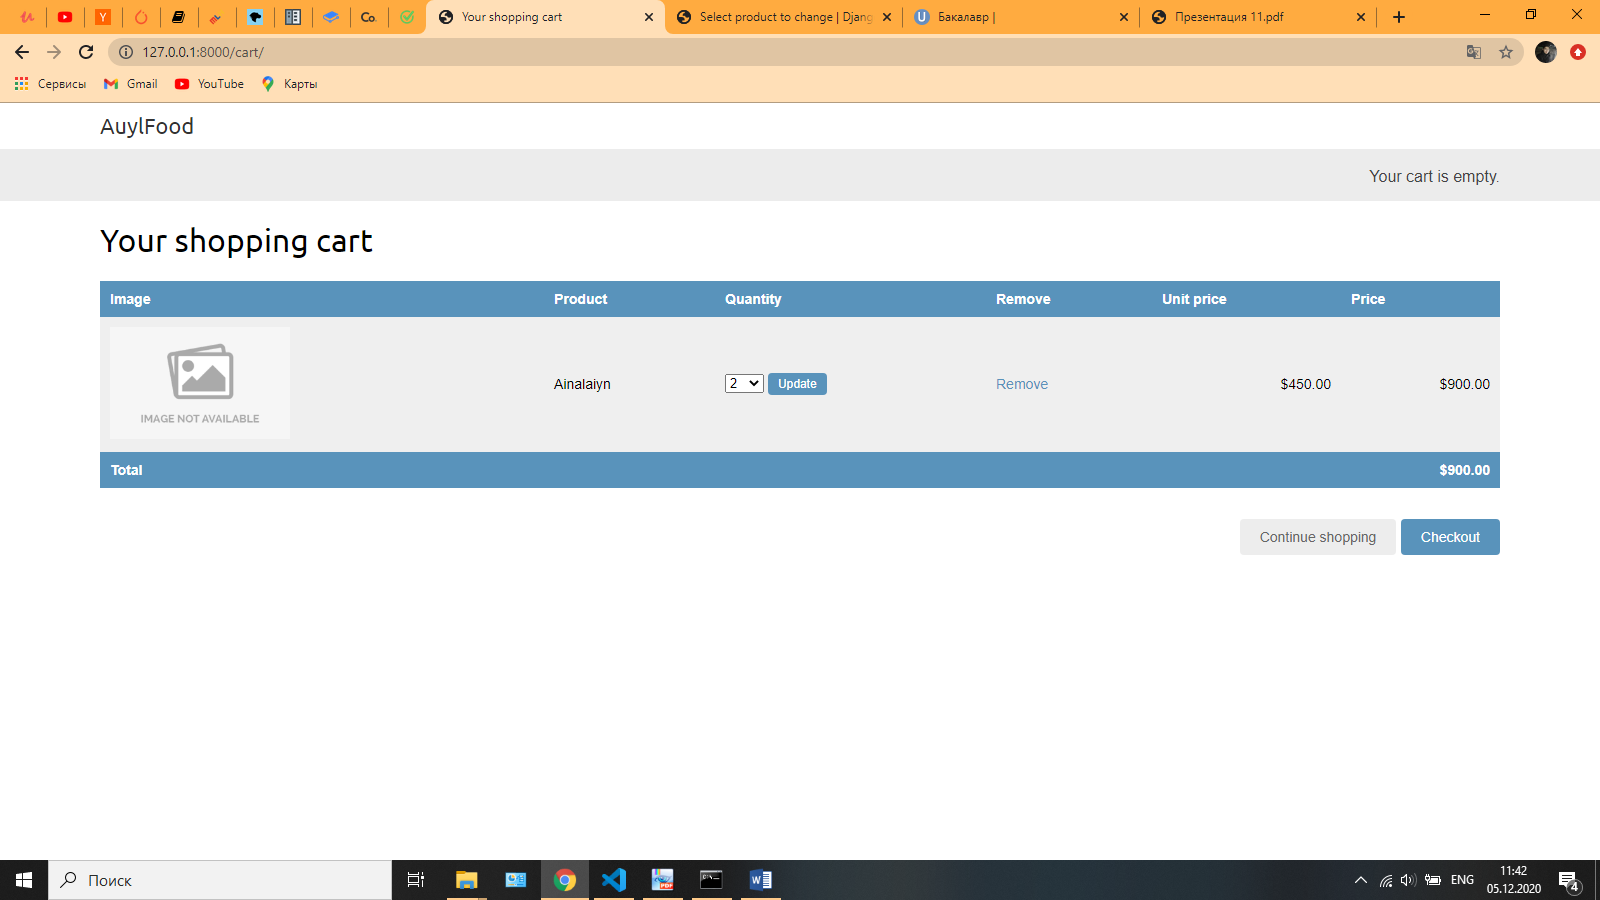 Co.
Your shopping cart
Select product to change | Djang
Бакалавр |
Презентация 11.pdf
127.0.0.1:8000/cart/
Сервисы
Gmail
YouTube
Карты
AuylFood
Your cart is empty.
Your shopping cart
Image Product Quantity Remove Unit price Price
IMAGE NOT AVAILABLE
Ainalaiyn 2 Update Remove $450.00 $900.00
Total $900.00
Continue shopping Checkout
Поиск
ENG
11:42
05.12.2020
4